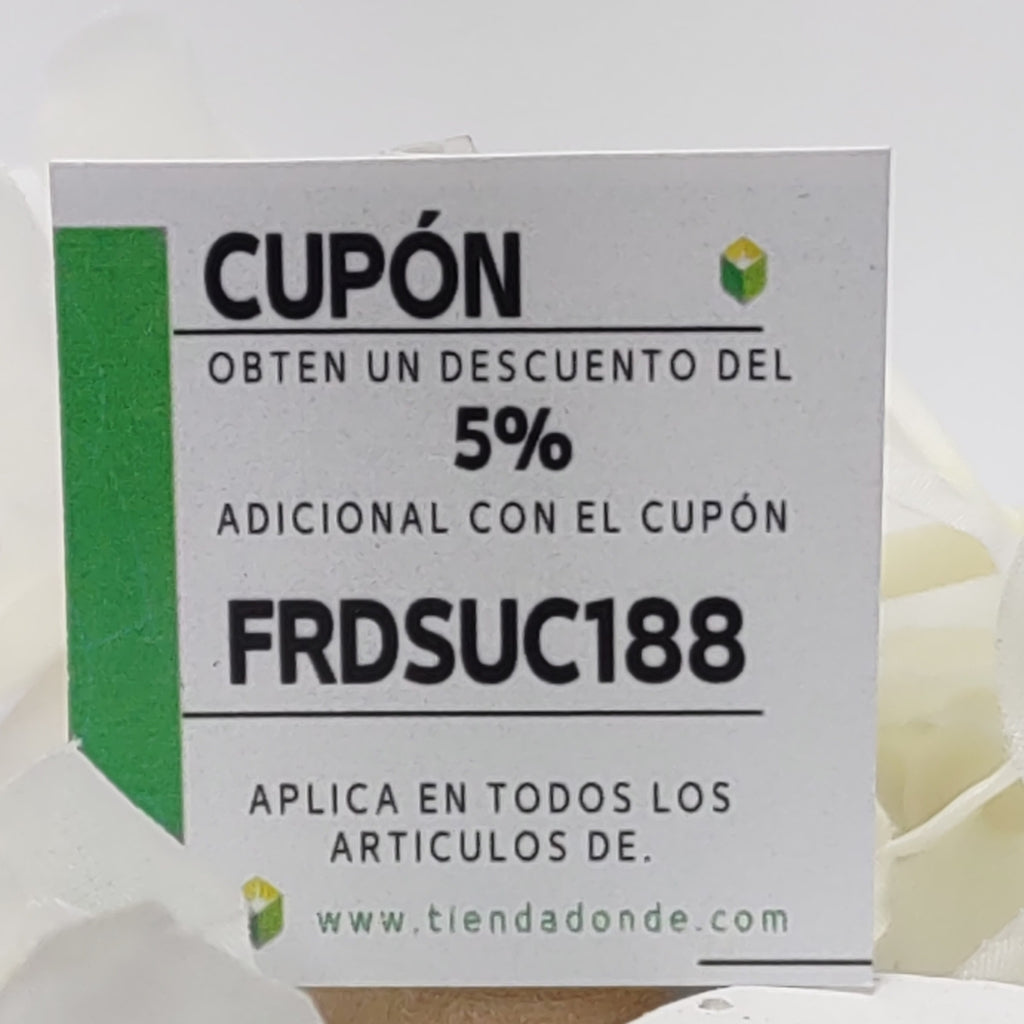 CUPÓN
OBTEN UN DESCUENTO DEL
5%
ADICIONAL CON EL CUPÓN
FRDSUC188
APLICA EN TODOS LOS
ARTICULOS DE.
www.tiendadonde.com